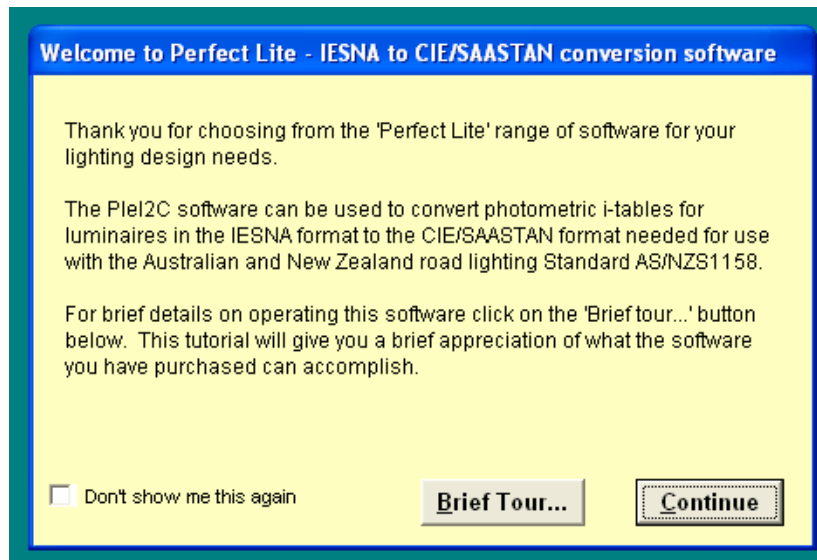 Welcome to Perfect Lite - IESNA to CIE/SAASTAN conversion software
Thank you for choosing from the 'Perfect Lite' range of software for your
lighting design needs.
The PleI2C software can be used to convert photometric i-tables for
luminaires in the IESNA format to the CIE/SAASTAN format needed for use
with the Australian and New Zealand road lighting Standard AS/NZS1158.
For brief details on operating this software click on the 'Brief tour...' button
below. This tutorial will give you a brief appreciation of what the software
you have purchased can accomplish.
Don't show me this again
Brief Tour...
Continue